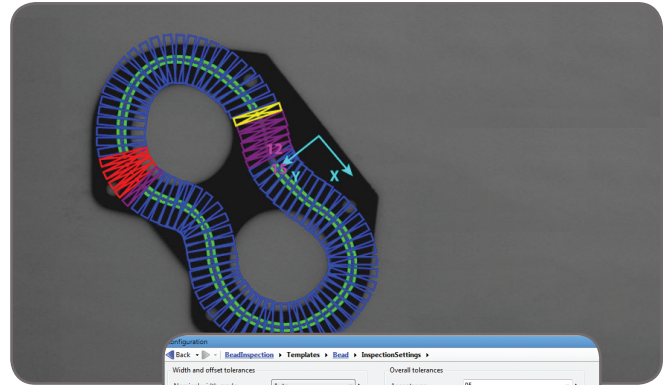 12
Y
X
Configuration
Back BeadInspection Templates Bead InspectionSettings
Width and offset tolerances Overall tolerances